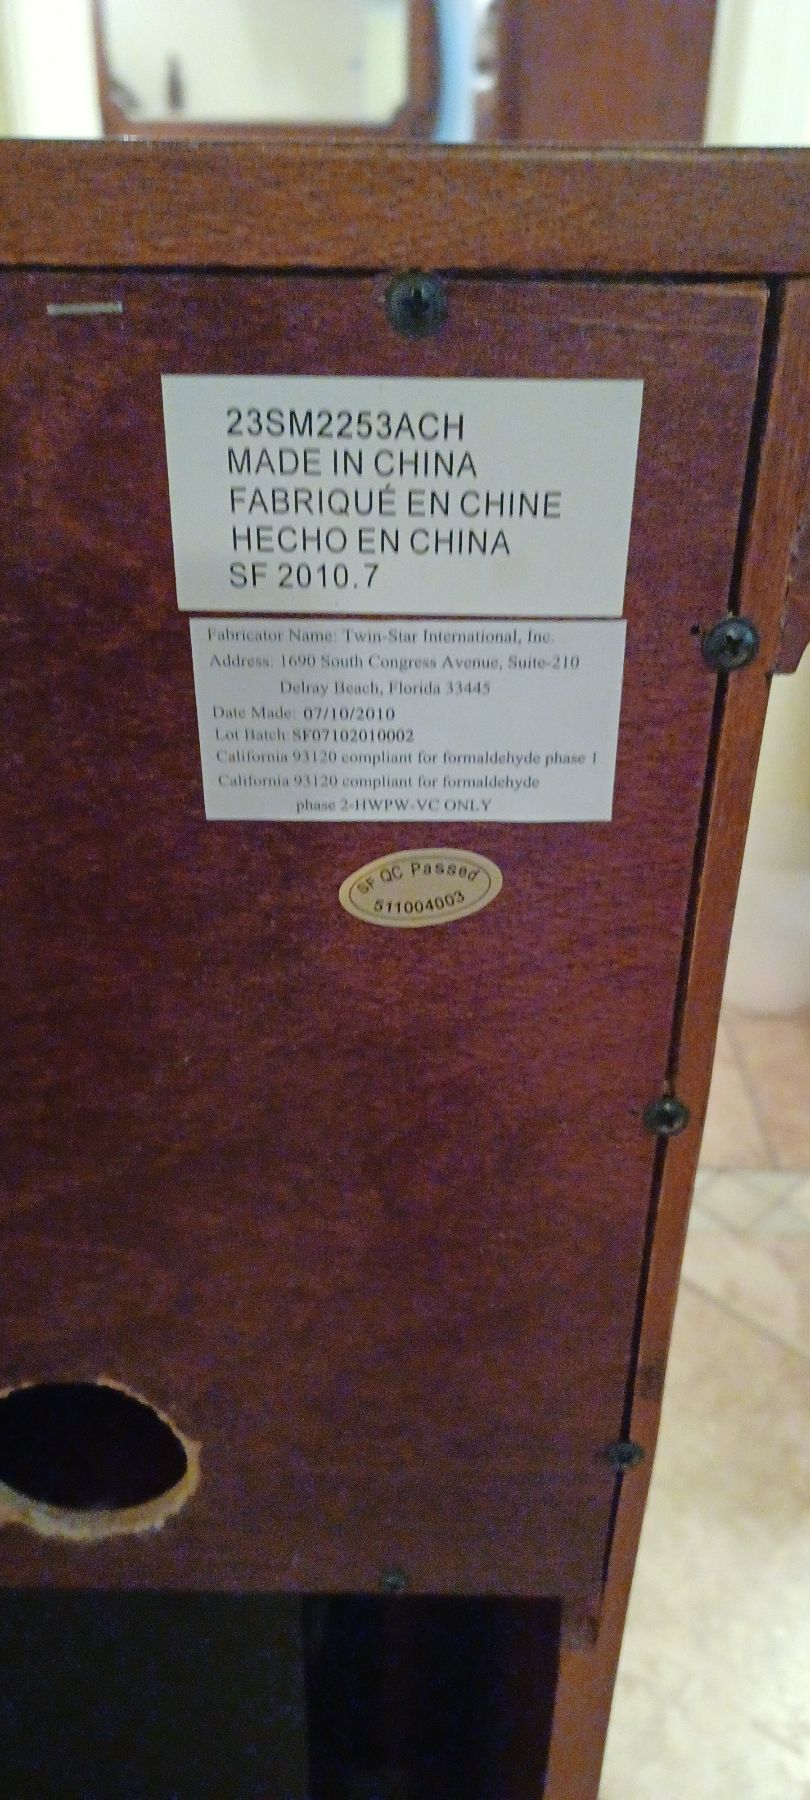 23SM2253ACH
MADE IN CHINA
FABRIQUÉ EN CHINE
HECHO EN CHINA
SF 2010.7
Fabricator Name: Twin-Star International, Inc.
Address: 1690 South Congress Avenue, Suite-210
Delray Beach, Florida 33445
Date Made: 07/10/2010
Lot Batch: SF07102010002
California 93120 compliant for formaldehyde phase 1
California 93120 compliant for formaldehyde
phase 2-HWPW-VC ONLY
SF QC Passed
511004003